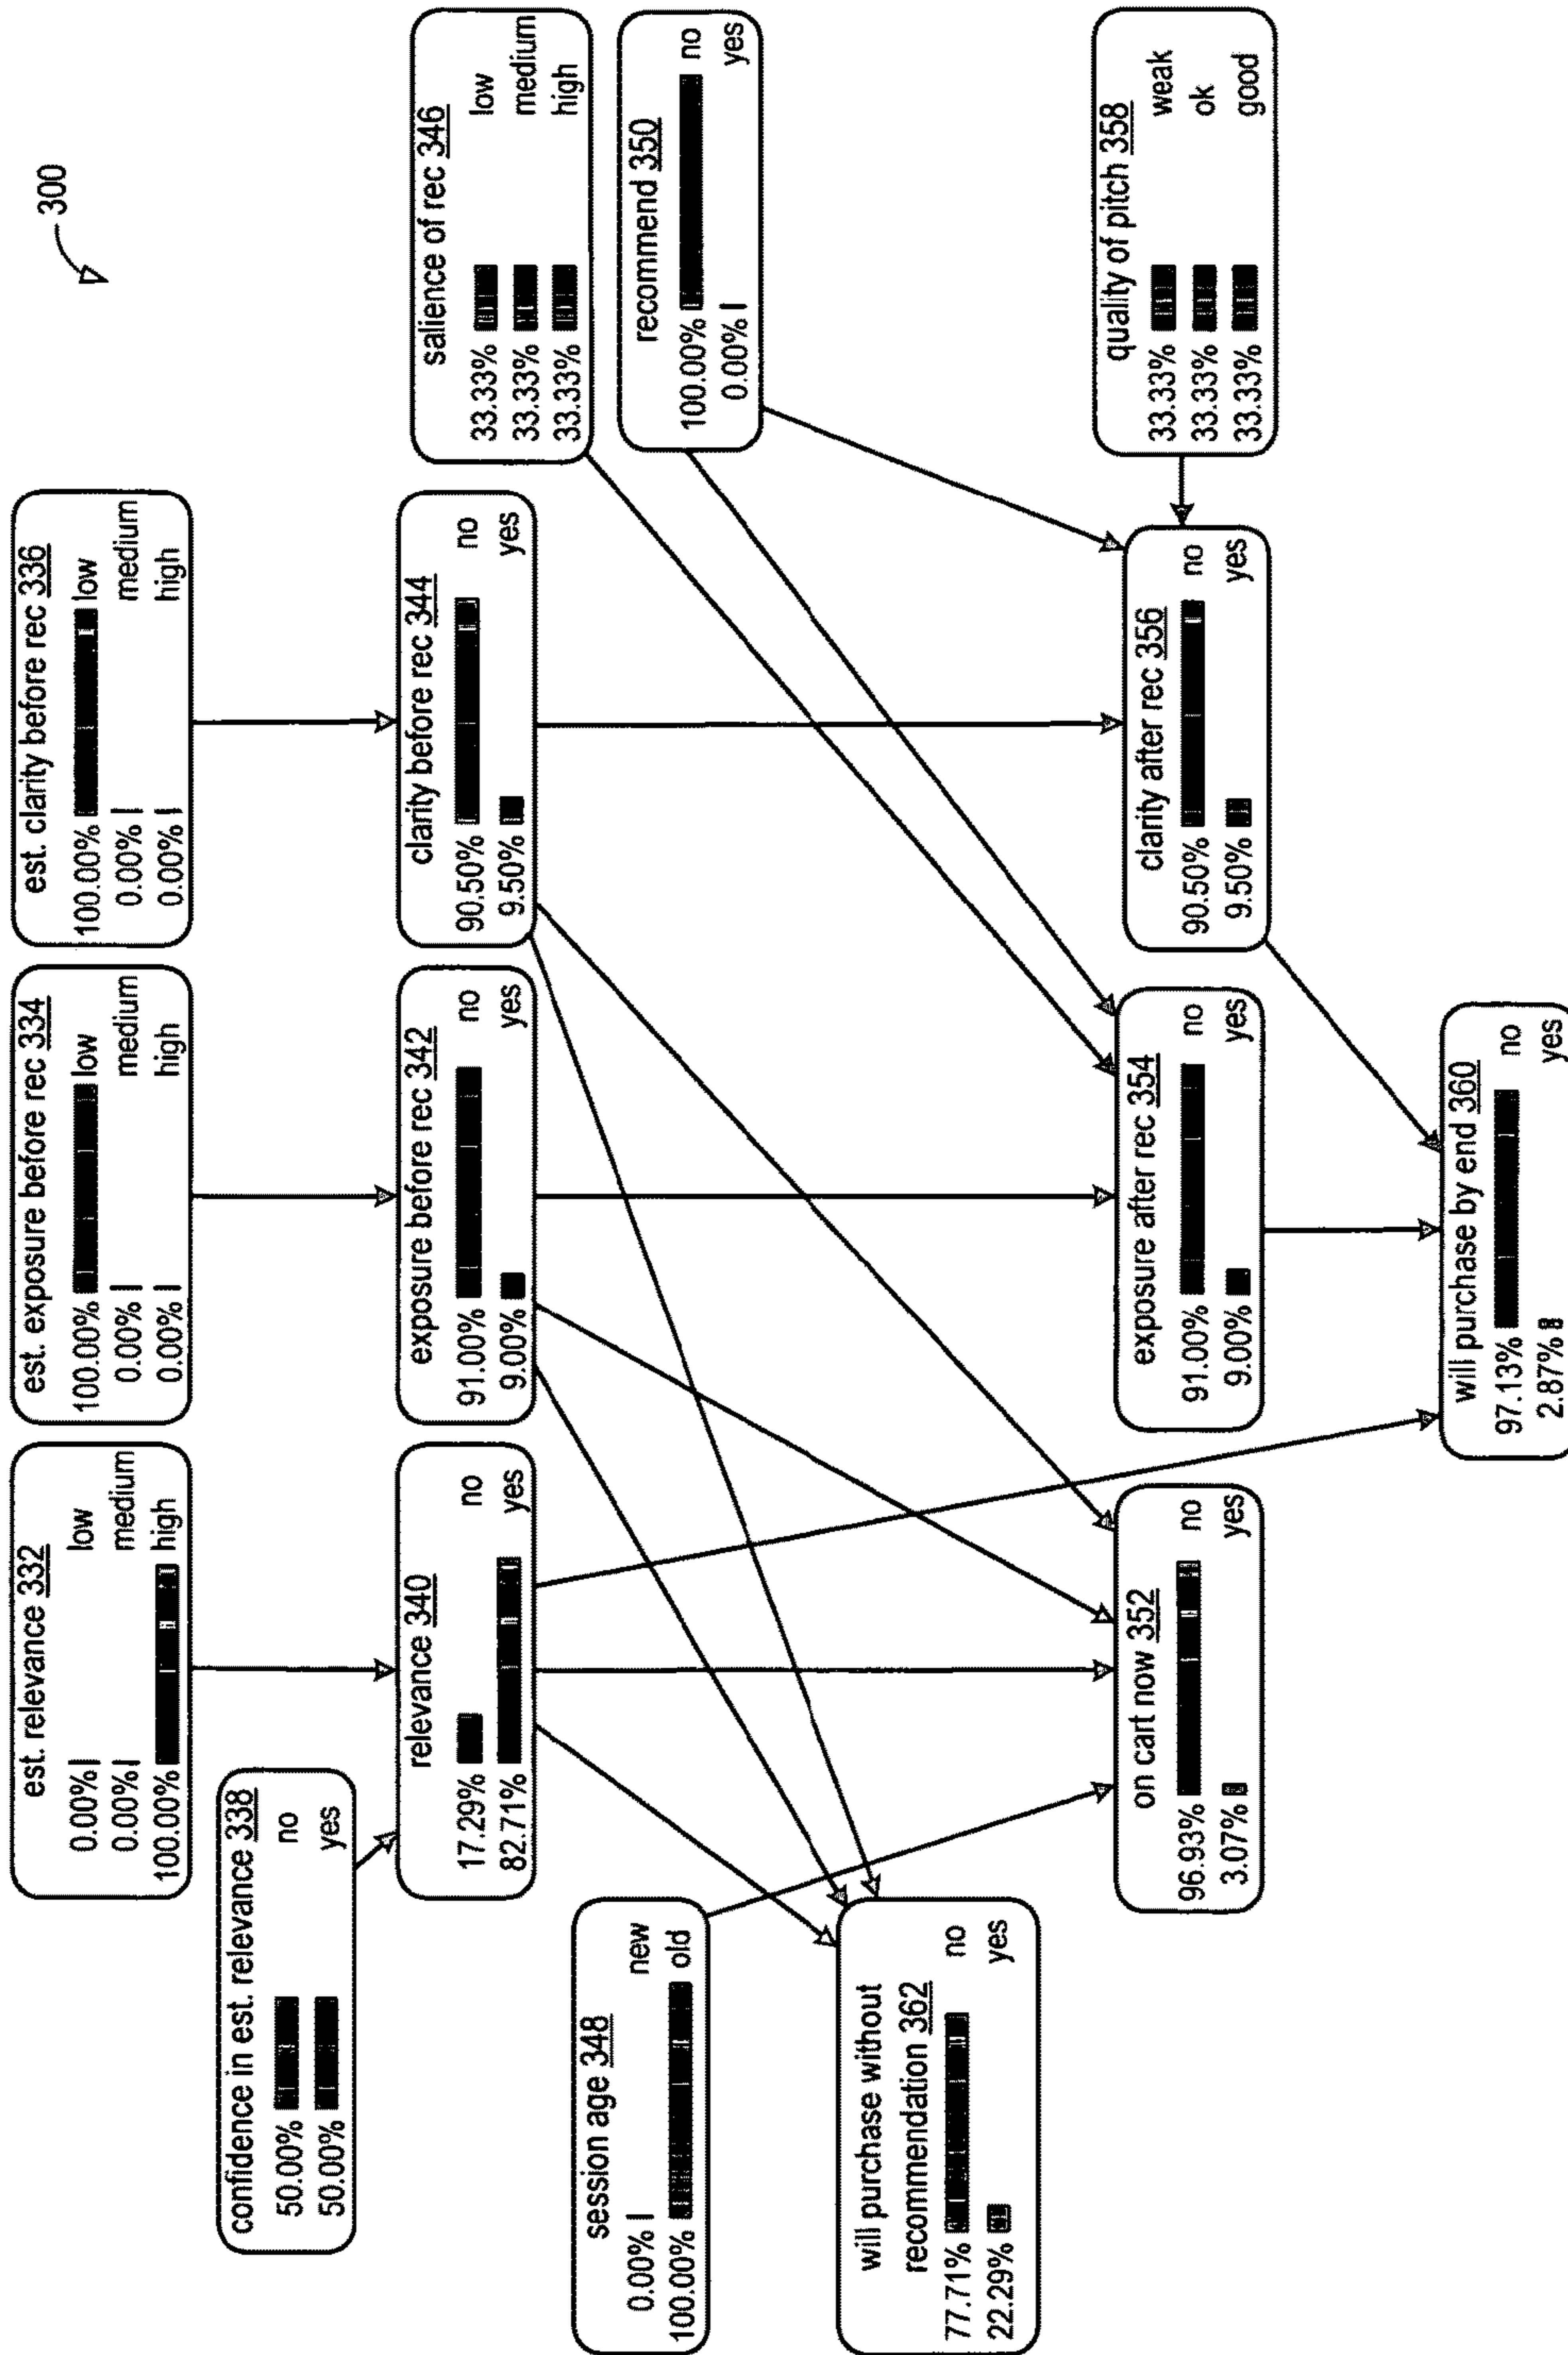 300
est. relevance 332
0.00% low
0.00% medium
100.00% high
est. exposure before rec 334
100.00% low
0.00% medium
0.00% high
est. clarity before rec 336
100.00% low
0.00% medium
0.00% high
confidence in est. relevance 338
50.00% no
50.00% yes
relevance 340
17.29% no
82.71% yes
exposure before rec 342
91.00% no
9.00% yes
clarity before rec 344
90.50% no
9.50% yes
salience of rec 346
33.33% low
33.33% medium
33.33% high
session age 348
0.00% new
100.00% old
recommend 350
100.00% no
0.00% yes
will purchase without
recommendation 362
77.71% no
22.29% yes
on cart now 352
96.93% no
3.07% yes
exposure after rec 354
91.00% no
9.00% yes
clarity after rec 356
90.50% no
9.50% yes
quality of pitch 358
33.33% weak
33.33% ok
33.33% good
will purchase by end 360
97.13% no
2.87% yes